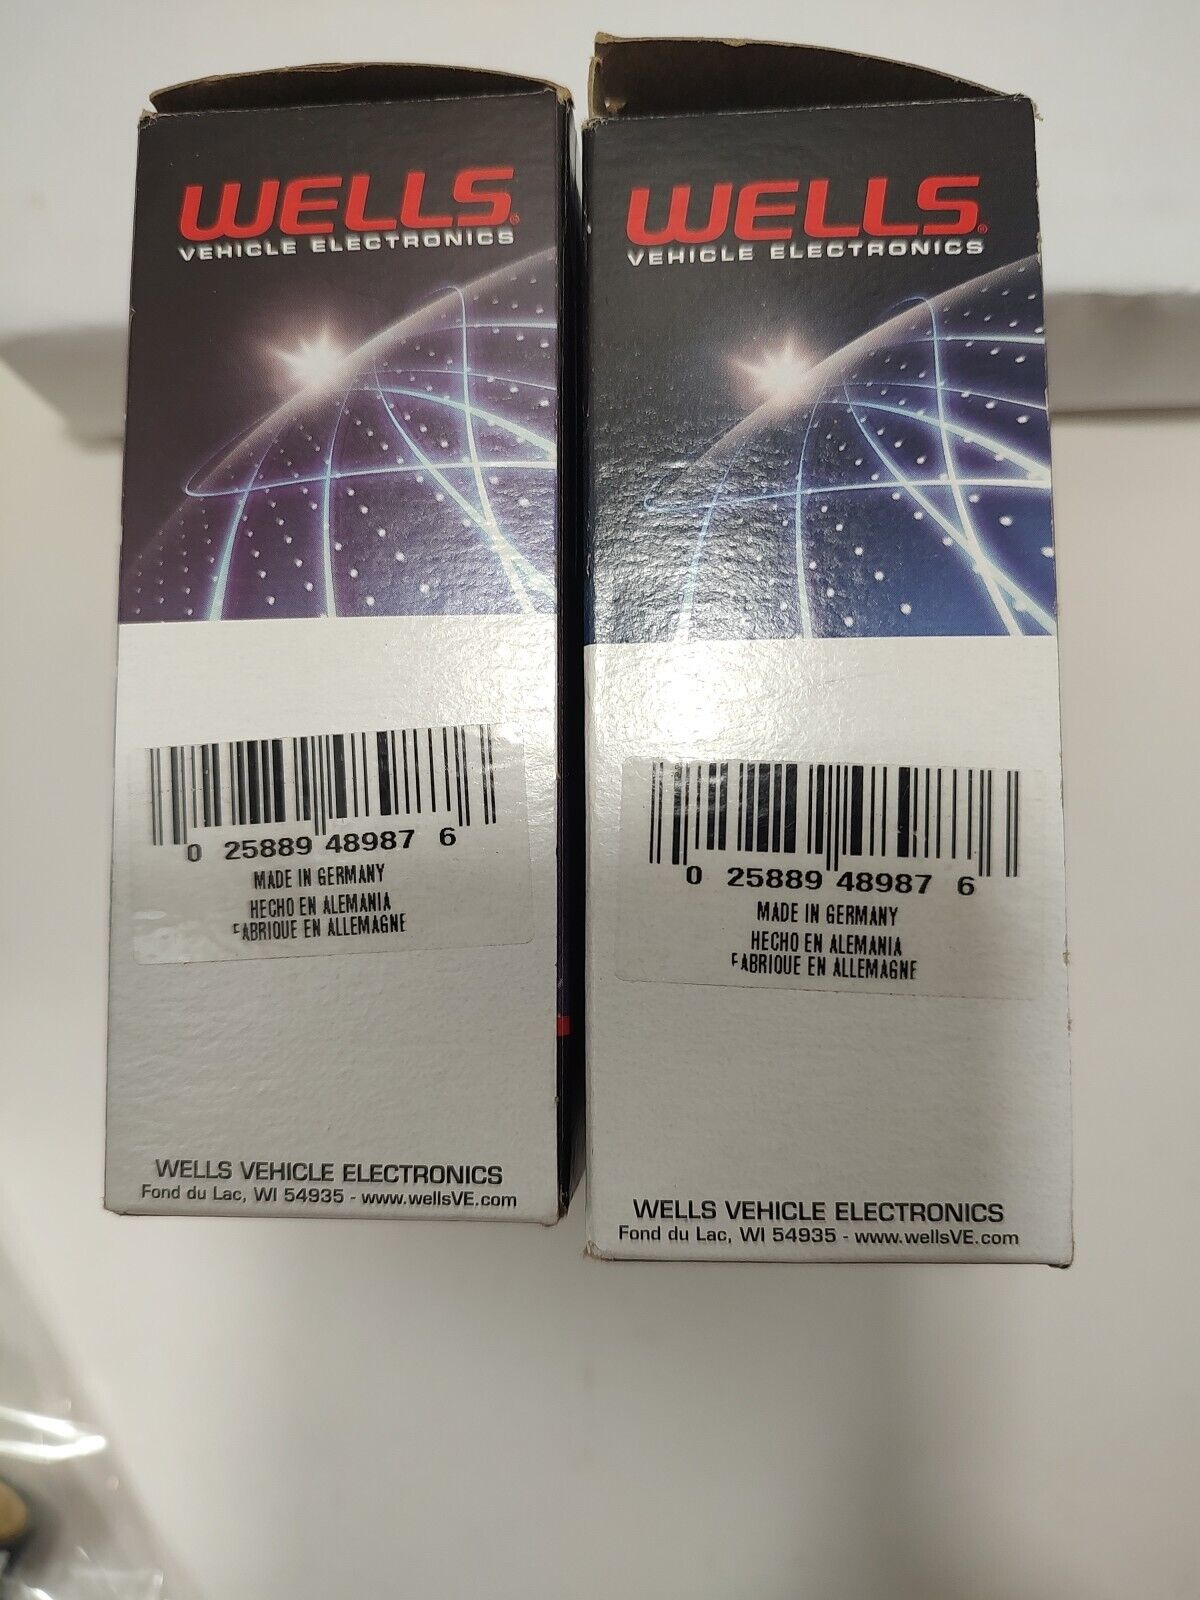 WELLS®
VEHICLE ELECTRONICS
0 25889 48987 6
MADE IN GERMANY
HECHO EN ALEMANIA
FABRIQUE EN ALLEMAGNE
WELLS VEHICLE ELECTRONICS
Fond du Lac, WI 54935 - www.wellsVE.com
WELLS®
VEHICLE ELECTRONICS
0 25889 48987 6
MADE IN GERMANY
HECHO EN ALEMANIA
FABRIQUE EN ALLEMAGNE
WELLS VEHICLE ELECTRONICS
Fond du Lac, WI 54935 - www.wellsVE.com